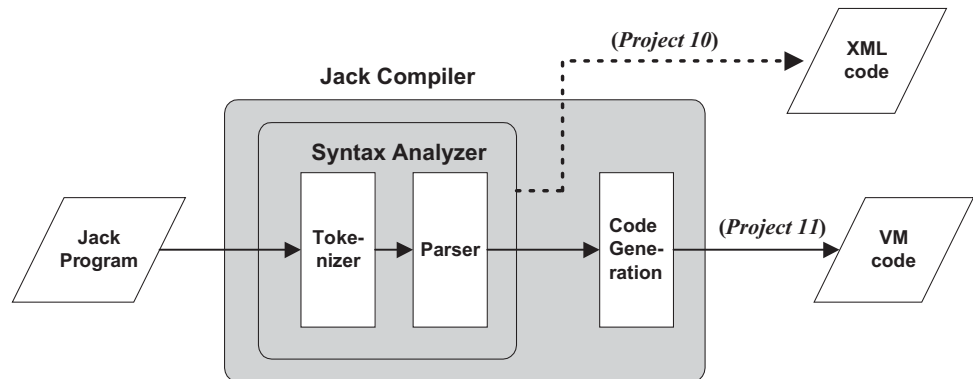 (Project 10)
XML
code
Jack Compiler
Syntax Analyzer
Jack
Program
Toke-
nizer
Parser
Code
Gene-
ration
(Project 11)
VM
code